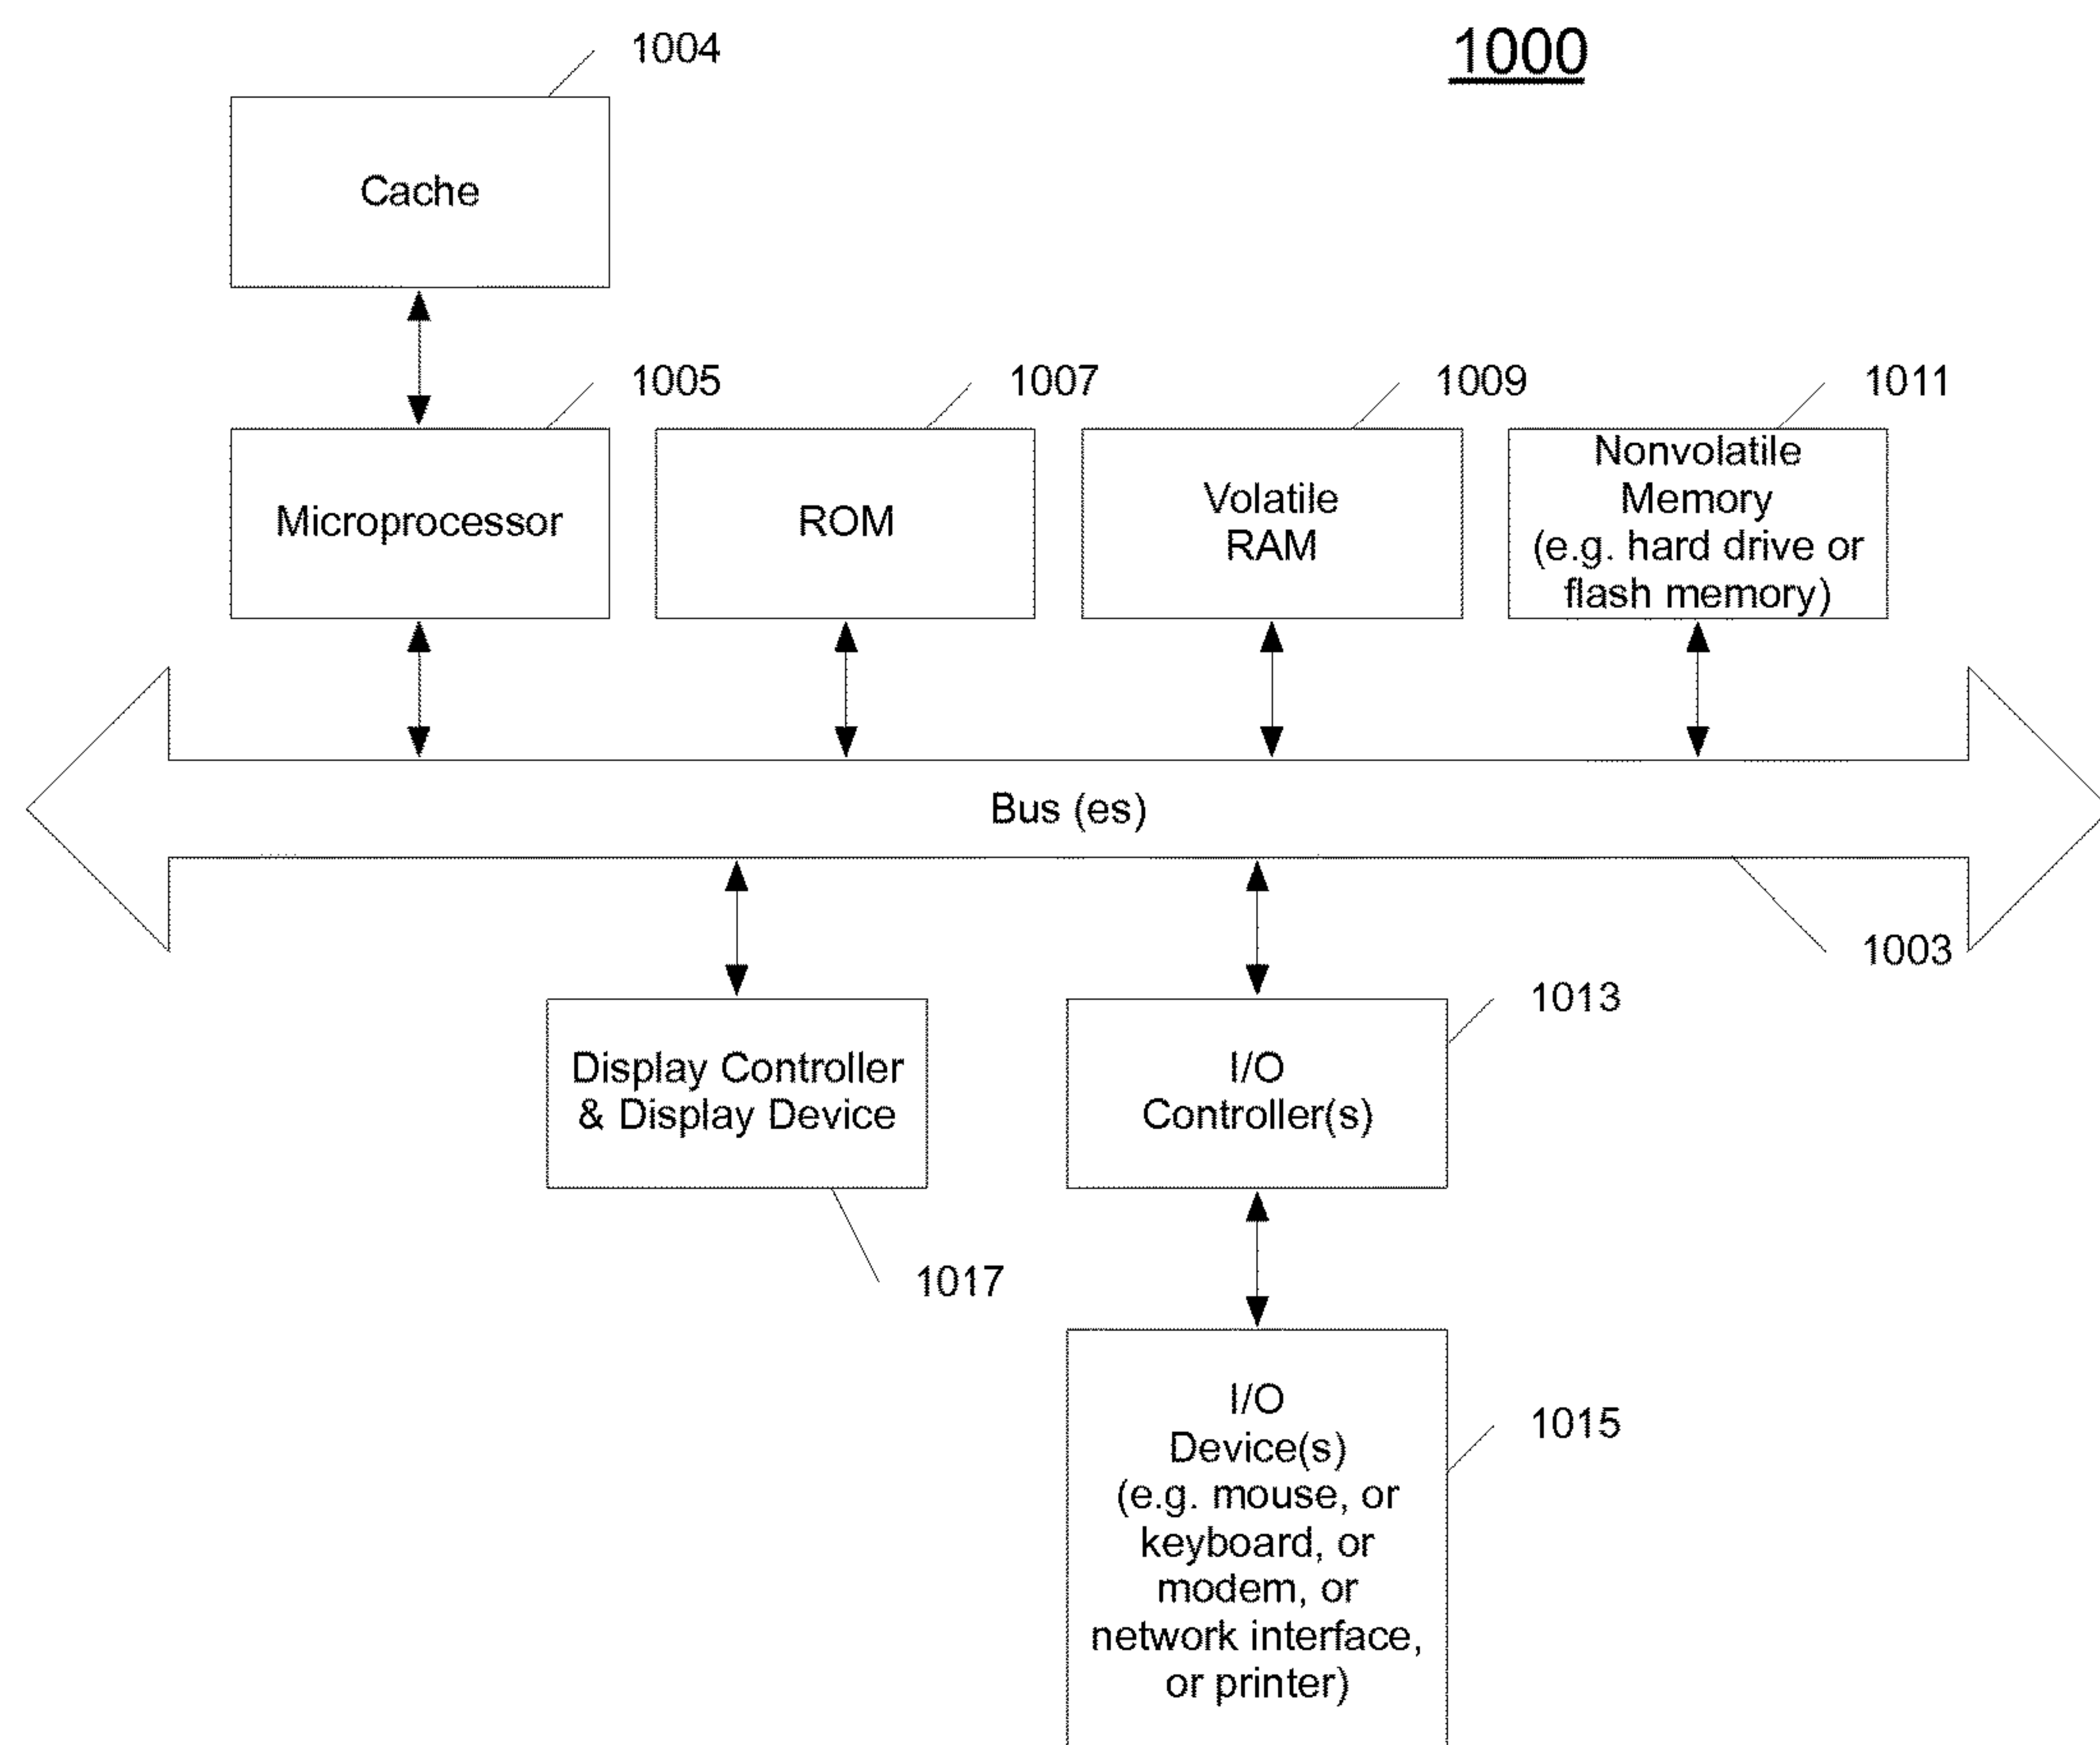 1004
1000
Cache
1005
1007
1009
1011
Microprocessor
ROM
Volatile
RAM
Nonvolatile
Memory
(e.g. hard drive or
flash memory)
Bus (es)
1003
1013
Display Controller
& Display Device
I/O
Controller(s)
1017
I/O
Device(s)
(e.g. mouse, or
keyboard, or
modem, or
network interface,
or printer)
1015